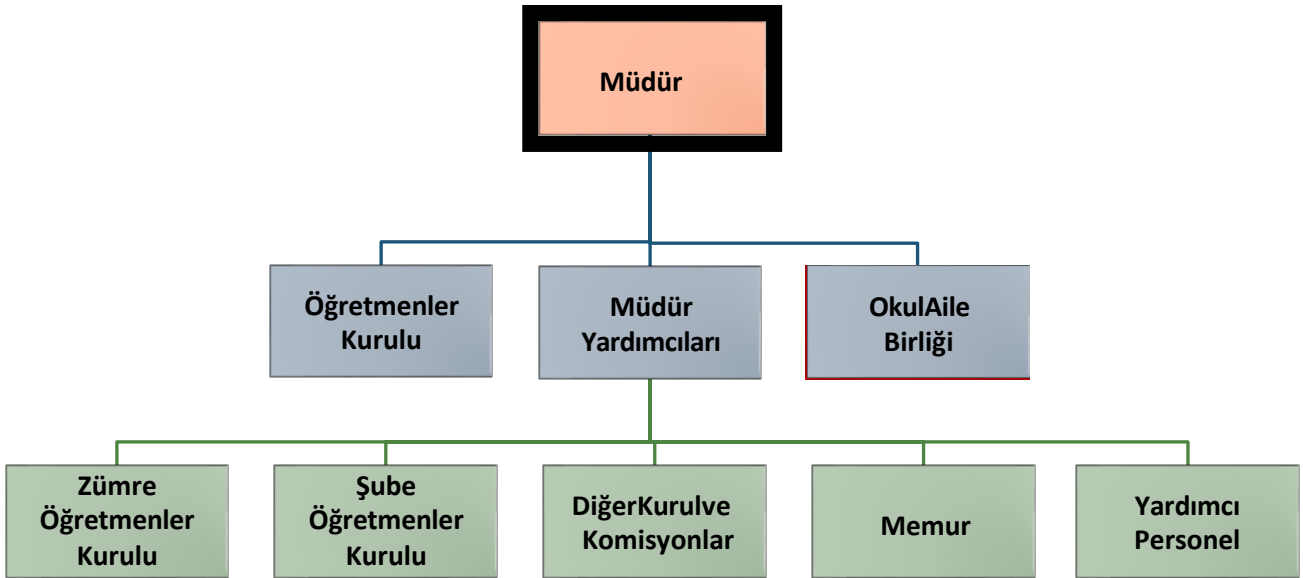 Müdür
Öğretmenler
Kurulu
Müdür
Yardımcıları
OkulAile
Birliği
Zümre
Öğretmenler
Kurulu
Şube
Öğretmenler
Kurulu
DiğerKurulve
Komisyonlar
Memur
Yardımcı
Personel